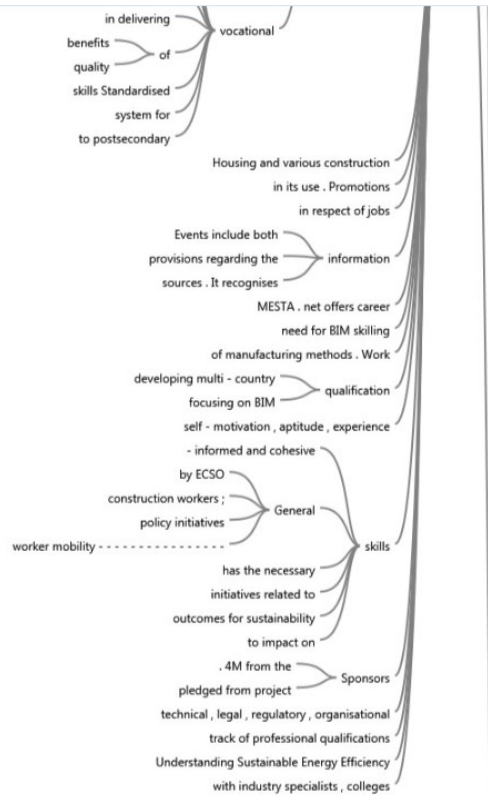 in delivering
vocational
benefits
of
quality
skills Standardised
system for
to postsecondary
Housing and various construction
in its use . Promotions
in respect of jobs
Events include both
provisions regarding the
information
sources . It recognises
MESTA . net offers career
need for BIM skilling
of manufacturing methods . Work
developing multi - country
qualification
focusing on BIM
self - motivation , aptitude , experience
- informed and cohesive
by ECSO
construction workers ;
General
policy initiatives
worker mobility
skills
has the necessary
initiatives related to
outcomes for sustainability
to impact on
. 4M from the
Sponsors
pledged from project
technical , legal , regulatory , organisational
track of professional qualifications
Understanding Sustainable Energy Efficiency
with industry specialists , colleges